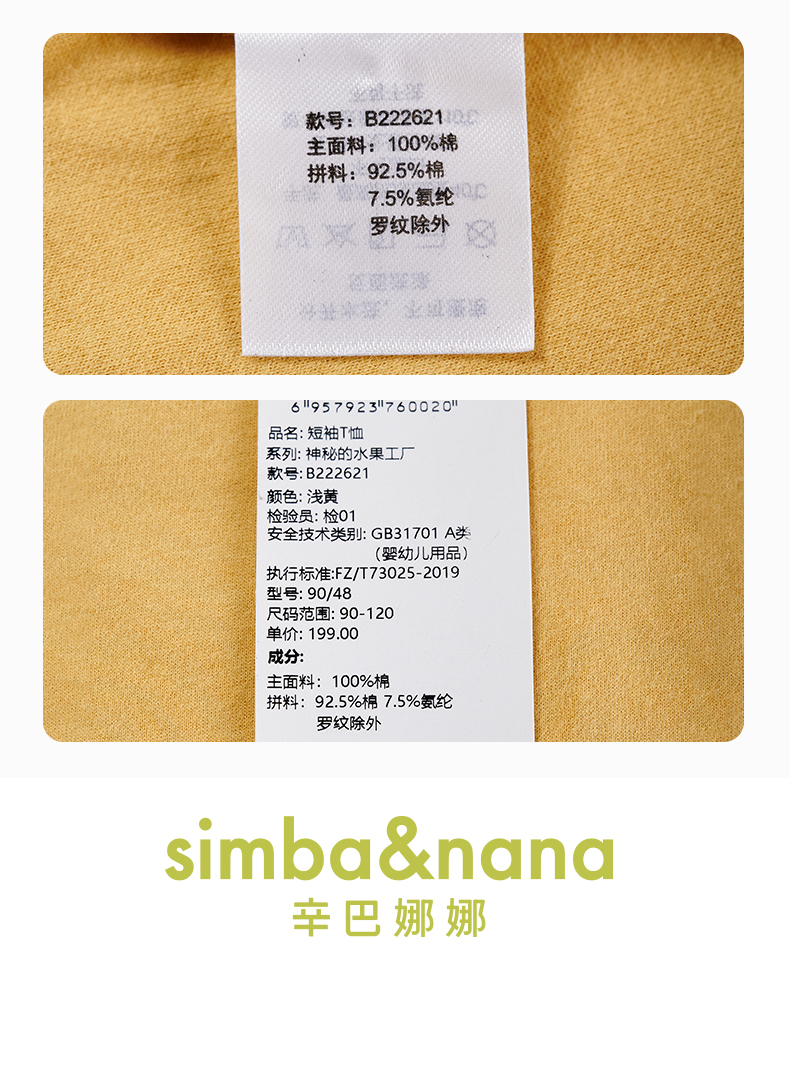 款号：B222621
主面料：100%棉
拼料：92.5%棉
7.5%氨纶
罗纹除外
6"957923"760020"
品名: 短袖T恤
系列: 神秘的水果工厂
款号: B222621
颜色: 浅黄
检验员: 检01
安全技术类别: GB31701 A类
（婴幼儿用品）
执行标准:FZ/T73025-2019
型号: 90/48
尺码范围: 90-120
单价: 199.00
成分:
主面料：100%棉
拼料：92.5%棉 7.5%氨纶
罗纹除外
simba&nana
辛巴娜娜